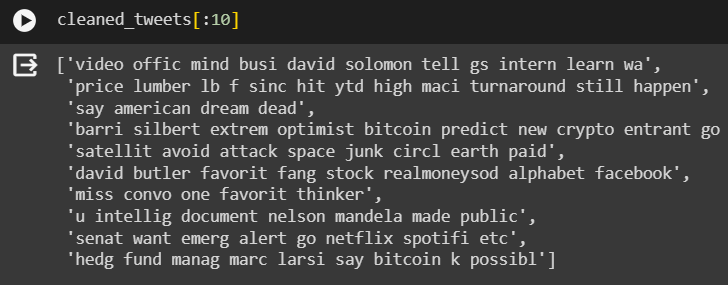 cleaned_tweets[:10]
['video offic mind busi david solomon tell gs intern learn wa',
'price lumber lb f sinc hit ytd high maci turnaround still happen',
'say american dream dead',
'barri silbert extrem optimist bitcoin predict new crypto entrant go
'satellit avoid attack space junk circl earth paid',
'david butler favorit fang stock realmoneysod alphabet facebook',
'miss convo one favorit thinker',
'u intellig document nelson mandela made public',
'senat want emerg alert go netflix spotifi etc',
'hedg fund manag marc larsi say bitcoin k possibl']